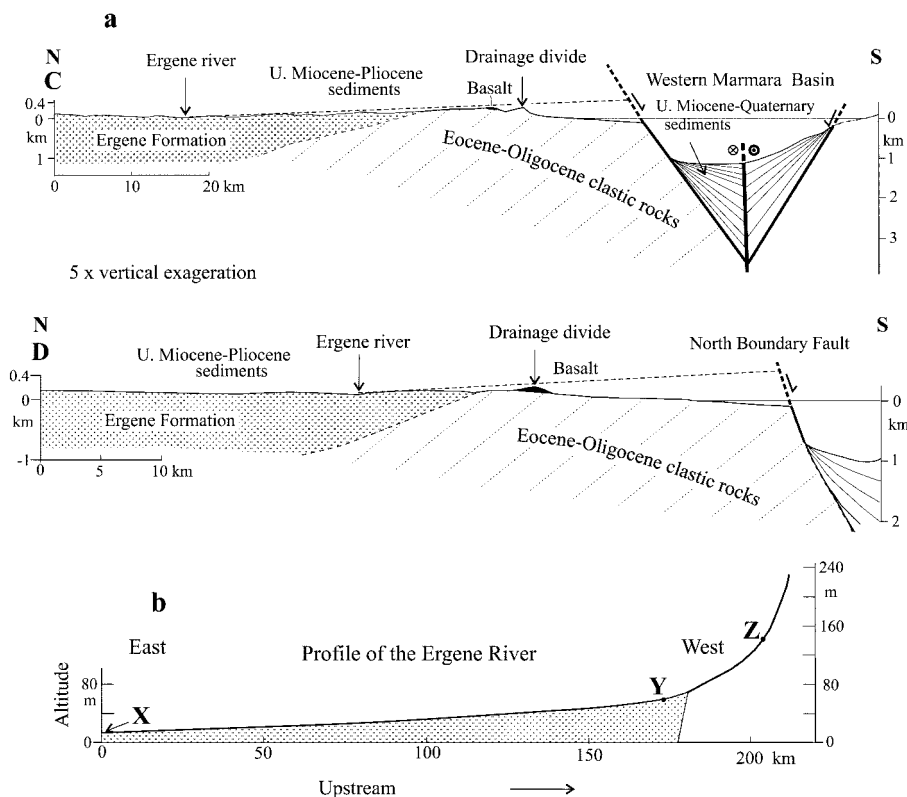 a
N
C
Ergene river
U. Miocene-Pliocene
sediments
Drainage divide
Basalt
Western Marmara Basin
S
U. Miocene-Quaternary
sediments
0.4
0
km
1
Ergene Formation
Eocene-Oligocene clastic rocks
0
km
1
2
3
0 20 km
5 x vertical exageration
N
D
U. Miocene-Pliocene
sediments
Ergene river
Drainage divide
Basalt
North Boundary Fault
S
0.4
0
km
-1
Ergene Formation
Eocene-Oligocene clastic rocks
0
km
1
2
0 5 10 km
b
East
Profile of the Ergene River
West
240
m
160
80
0
Altitude
80
m
0
X
Y
Z
0 50 100 150 200 km
Upstream